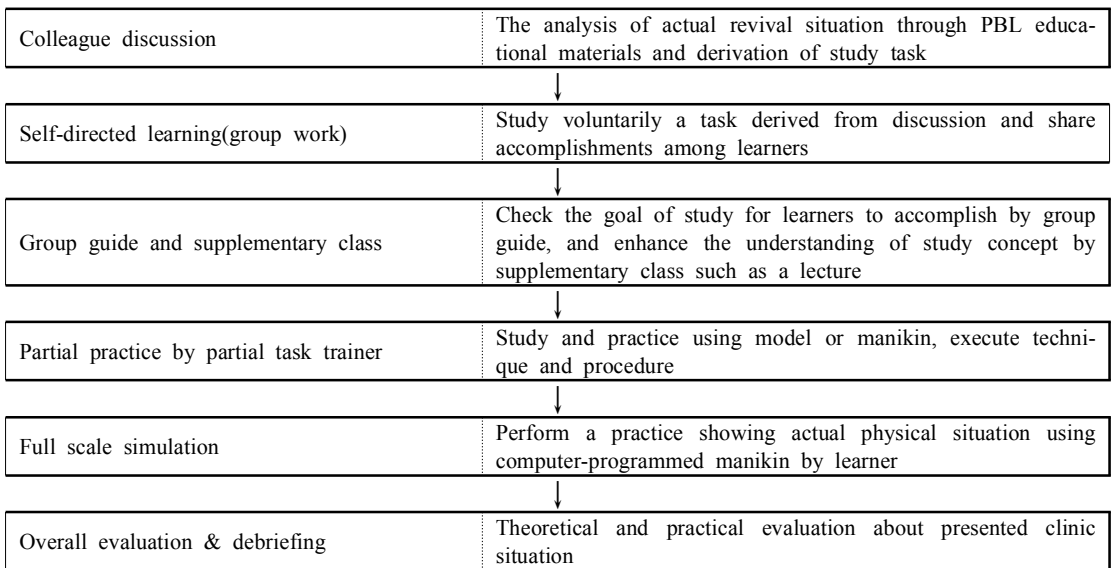 Colleague discussion
The analysis of actual revival situation through PBL educa-
tional materials and derivation of study task
Self-directed learning(group work)
Study voluntarily a task derived from discussion and share
accomplishments among learners
Group guide and supplementary class
Check the goal of study for learners to accomplish by group
guide, and enhance the understanding of study concept by
supplementary class such as a lecture
Partial practice by partial task trainer
Study and practice using model or manikin, execute techni-
que and procedure
Full scale simulation
Perform a practice showing actual physical situation using
computer-programmed manikin by learner
Overall evaluation & debriefing
Theoretical and practical evaluation about presented clinic
situation